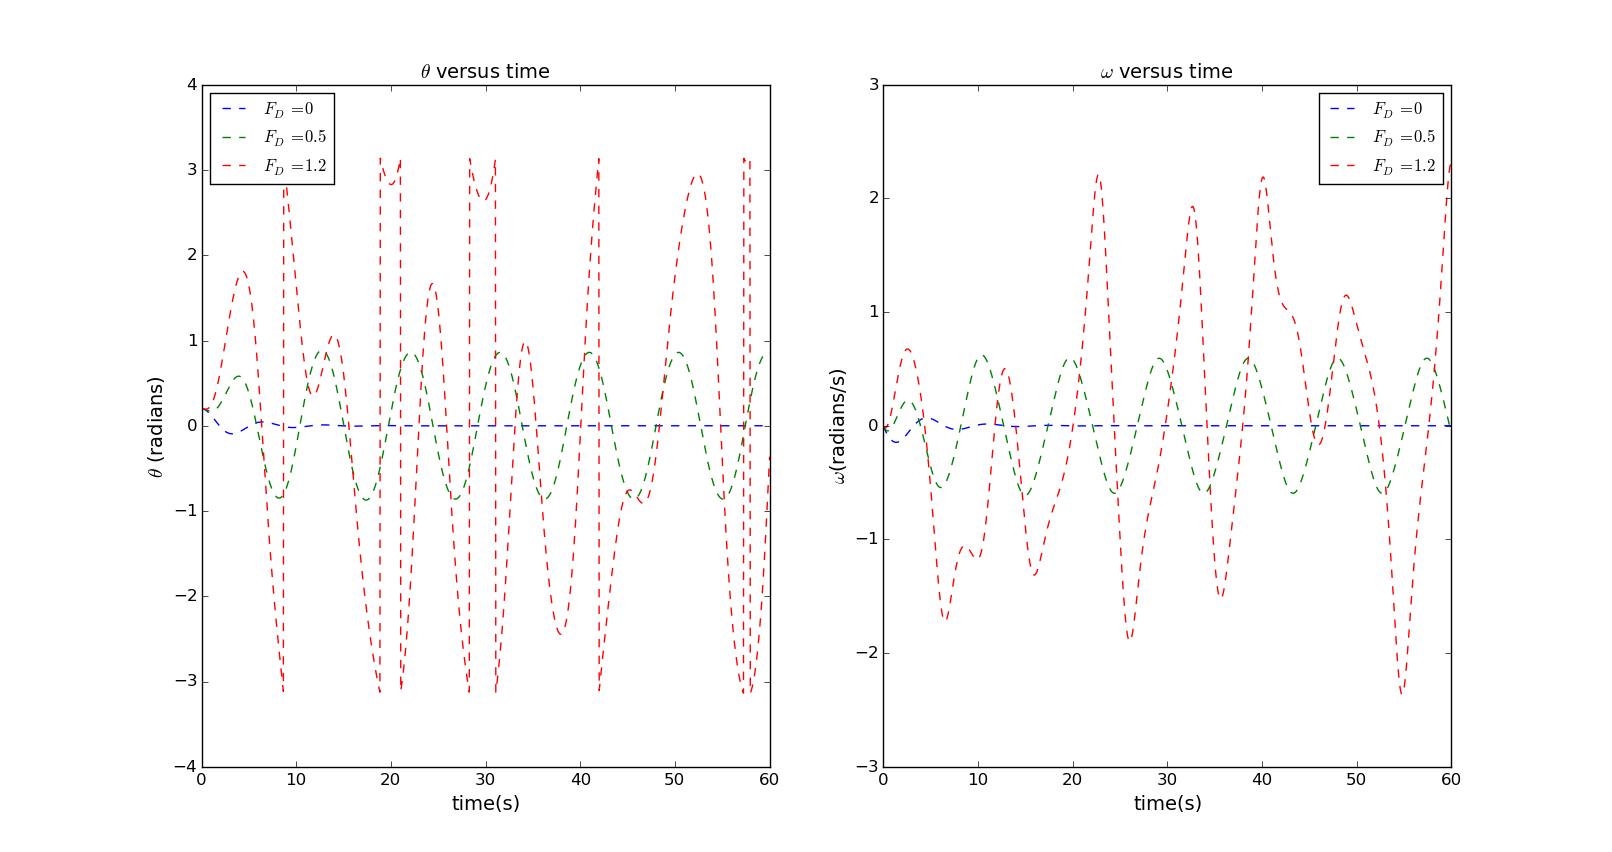 θ versus time
4
3
2
1
0
−1
−2
−3
−4
θ (radians)
F_D =0
F_D =0.5
F_D =1.2
0 10 20 30 40 50 60
time(s)
ω versus time
3
2
1
0
−1
−2
−3
ω(radians/s)
F_D =0
F_D =0.5
F_D =1.2
0 10 20 30 40 50 60
time(s)